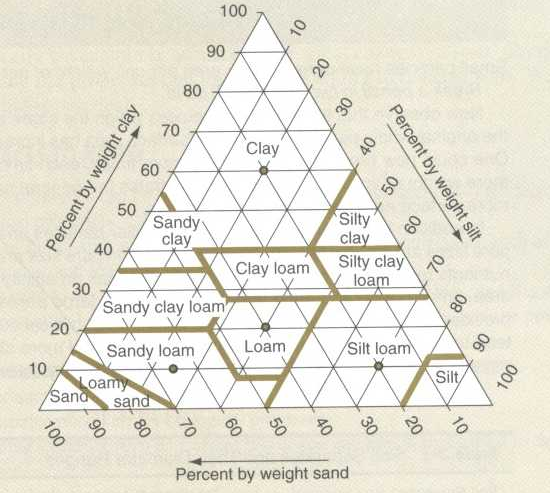 100
10
90
20
80
30
70
Percent by weight clay
Percent by weight silt
Clay
40
60
50
50
Sandy
clay
Silty
clay
60
40
Clay loam
Silty clay
loam
70
30
Sandy clay loam
80
20
Sandy loam
Loam
Silt loam
90
10
Loamy
sand
Sand
Silt
100
100
90
80
70
60
50
40
30
20
10
Percent by weight sand